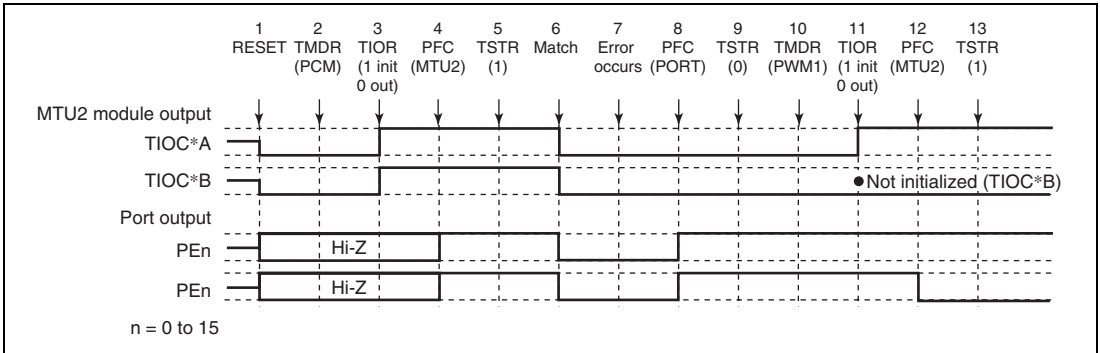 1 2 3 4 5 6 7 8 9 10 11 12 13
RESET TMDR TIOR PFC TSTR Match Error PFC TSTR TMDR TIOR PFC TSTR
(PCM) (1 init (MTU2) (1) occurs (PORT) (0) (PWM1) (1 init (MTU2) (1)
0 out) 0 out)
MTU2 module output
TIOC*A
TIOC*B
●Not initialized (TIOC*B)
Port output
PEn
Hi-Z
PEn
Hi-Z
n = 0 to 15